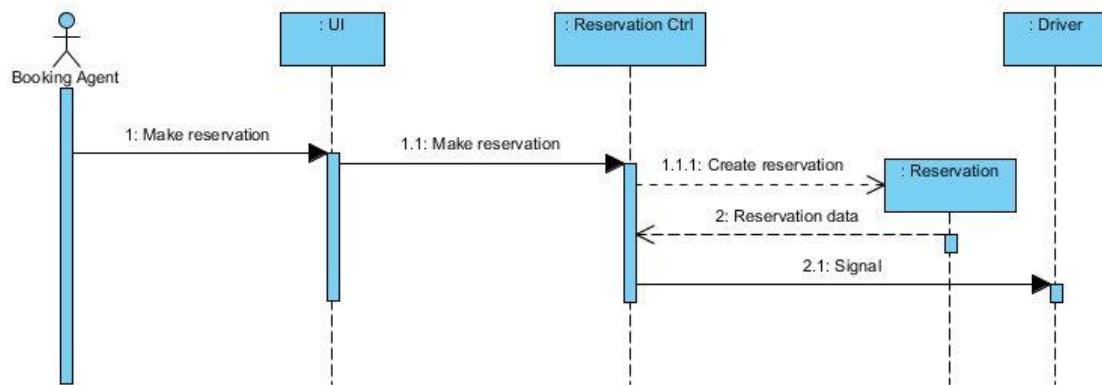 : UI
: Reservation Ctrl
: Driver
Booking Agent
1: Make reservation
1.1: Make reservation
1.1.1: Create reservation
: Reservation
2: Reservation data
2.1: Signal